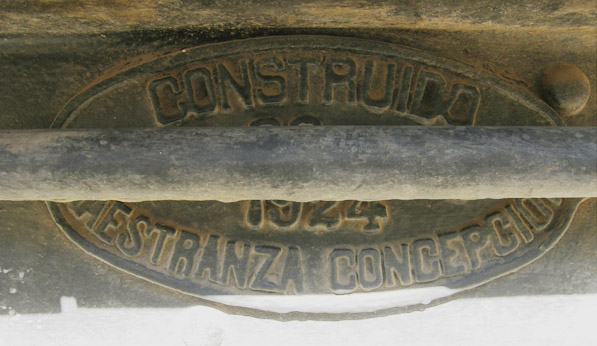 CONSTRUIDO
1924
MAESTRANZA CONCEPCION